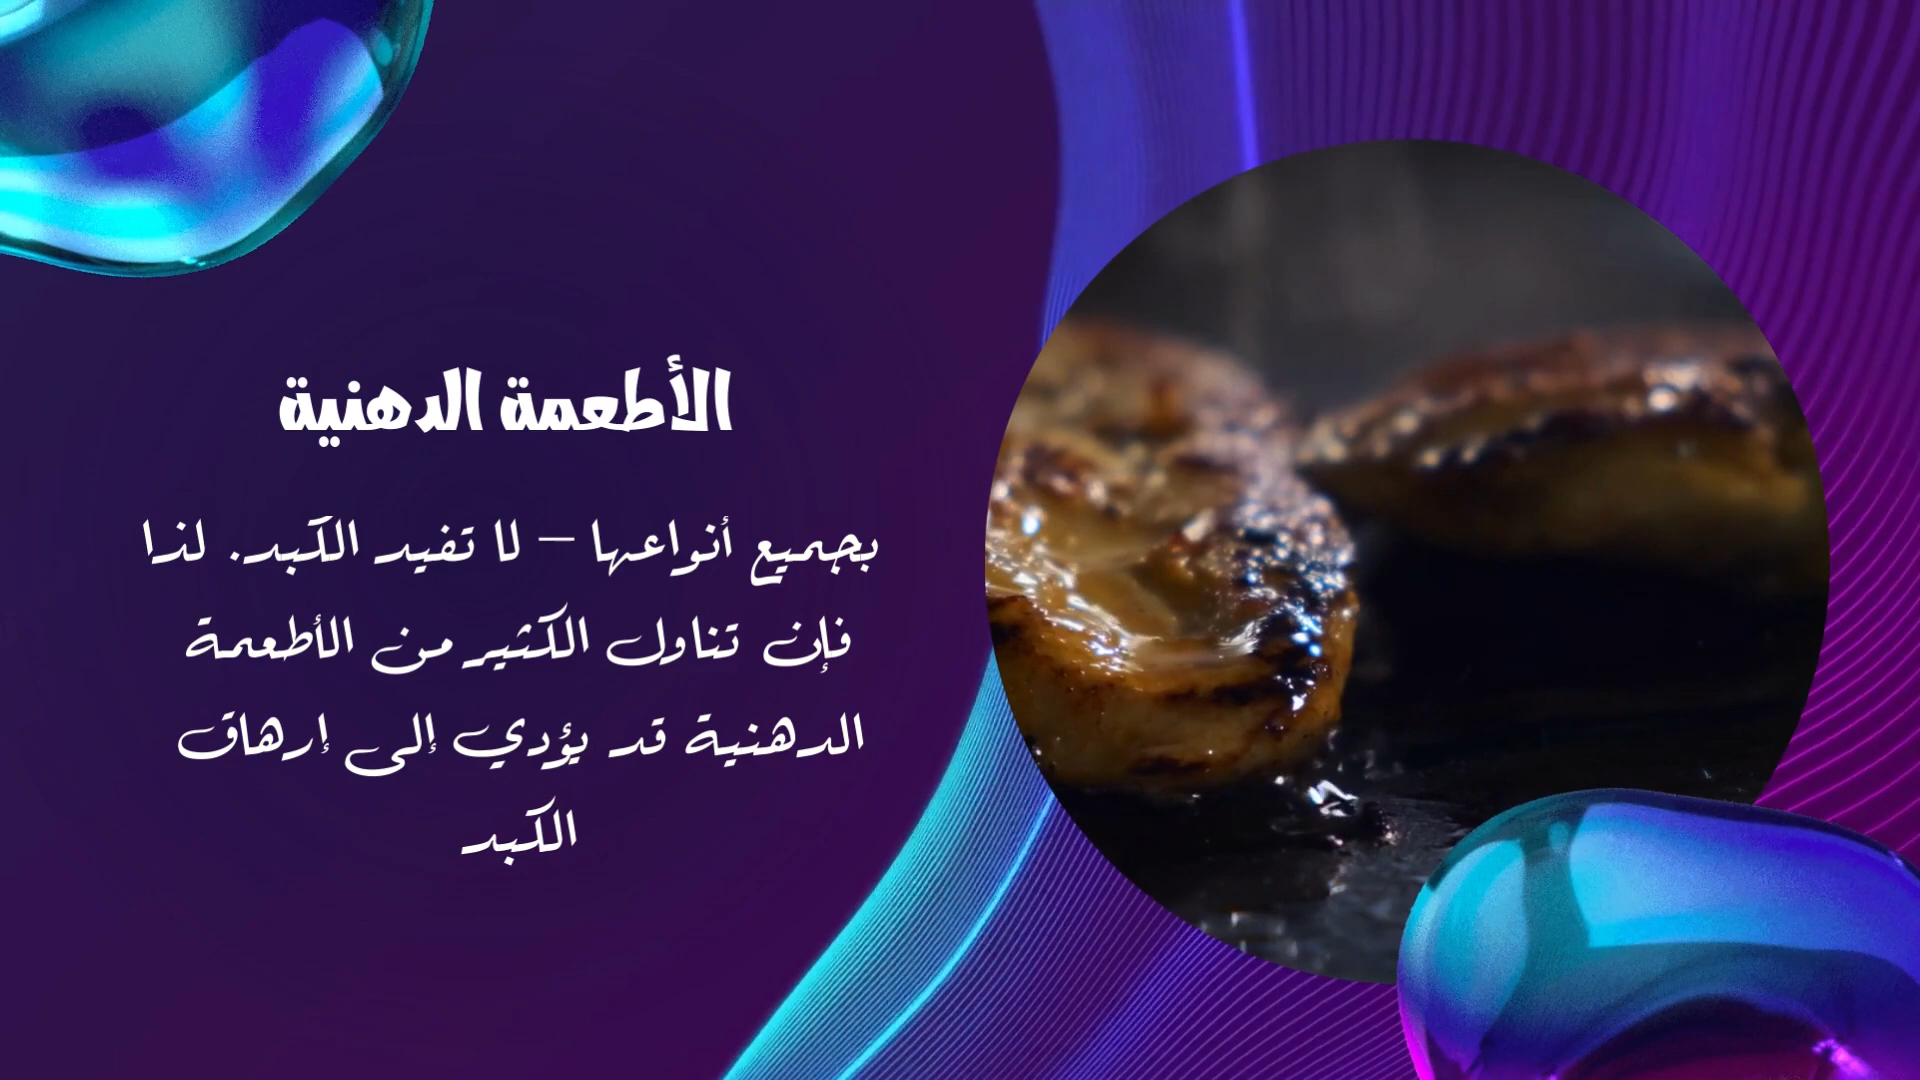 الأطعمة الدهنية
بجميع أنواعها – لا تفيد الكبد. لذا
فإن تناول الكثير من الأطعمة
الدهنية قد يؤدي إلى إرهاق
الكبد